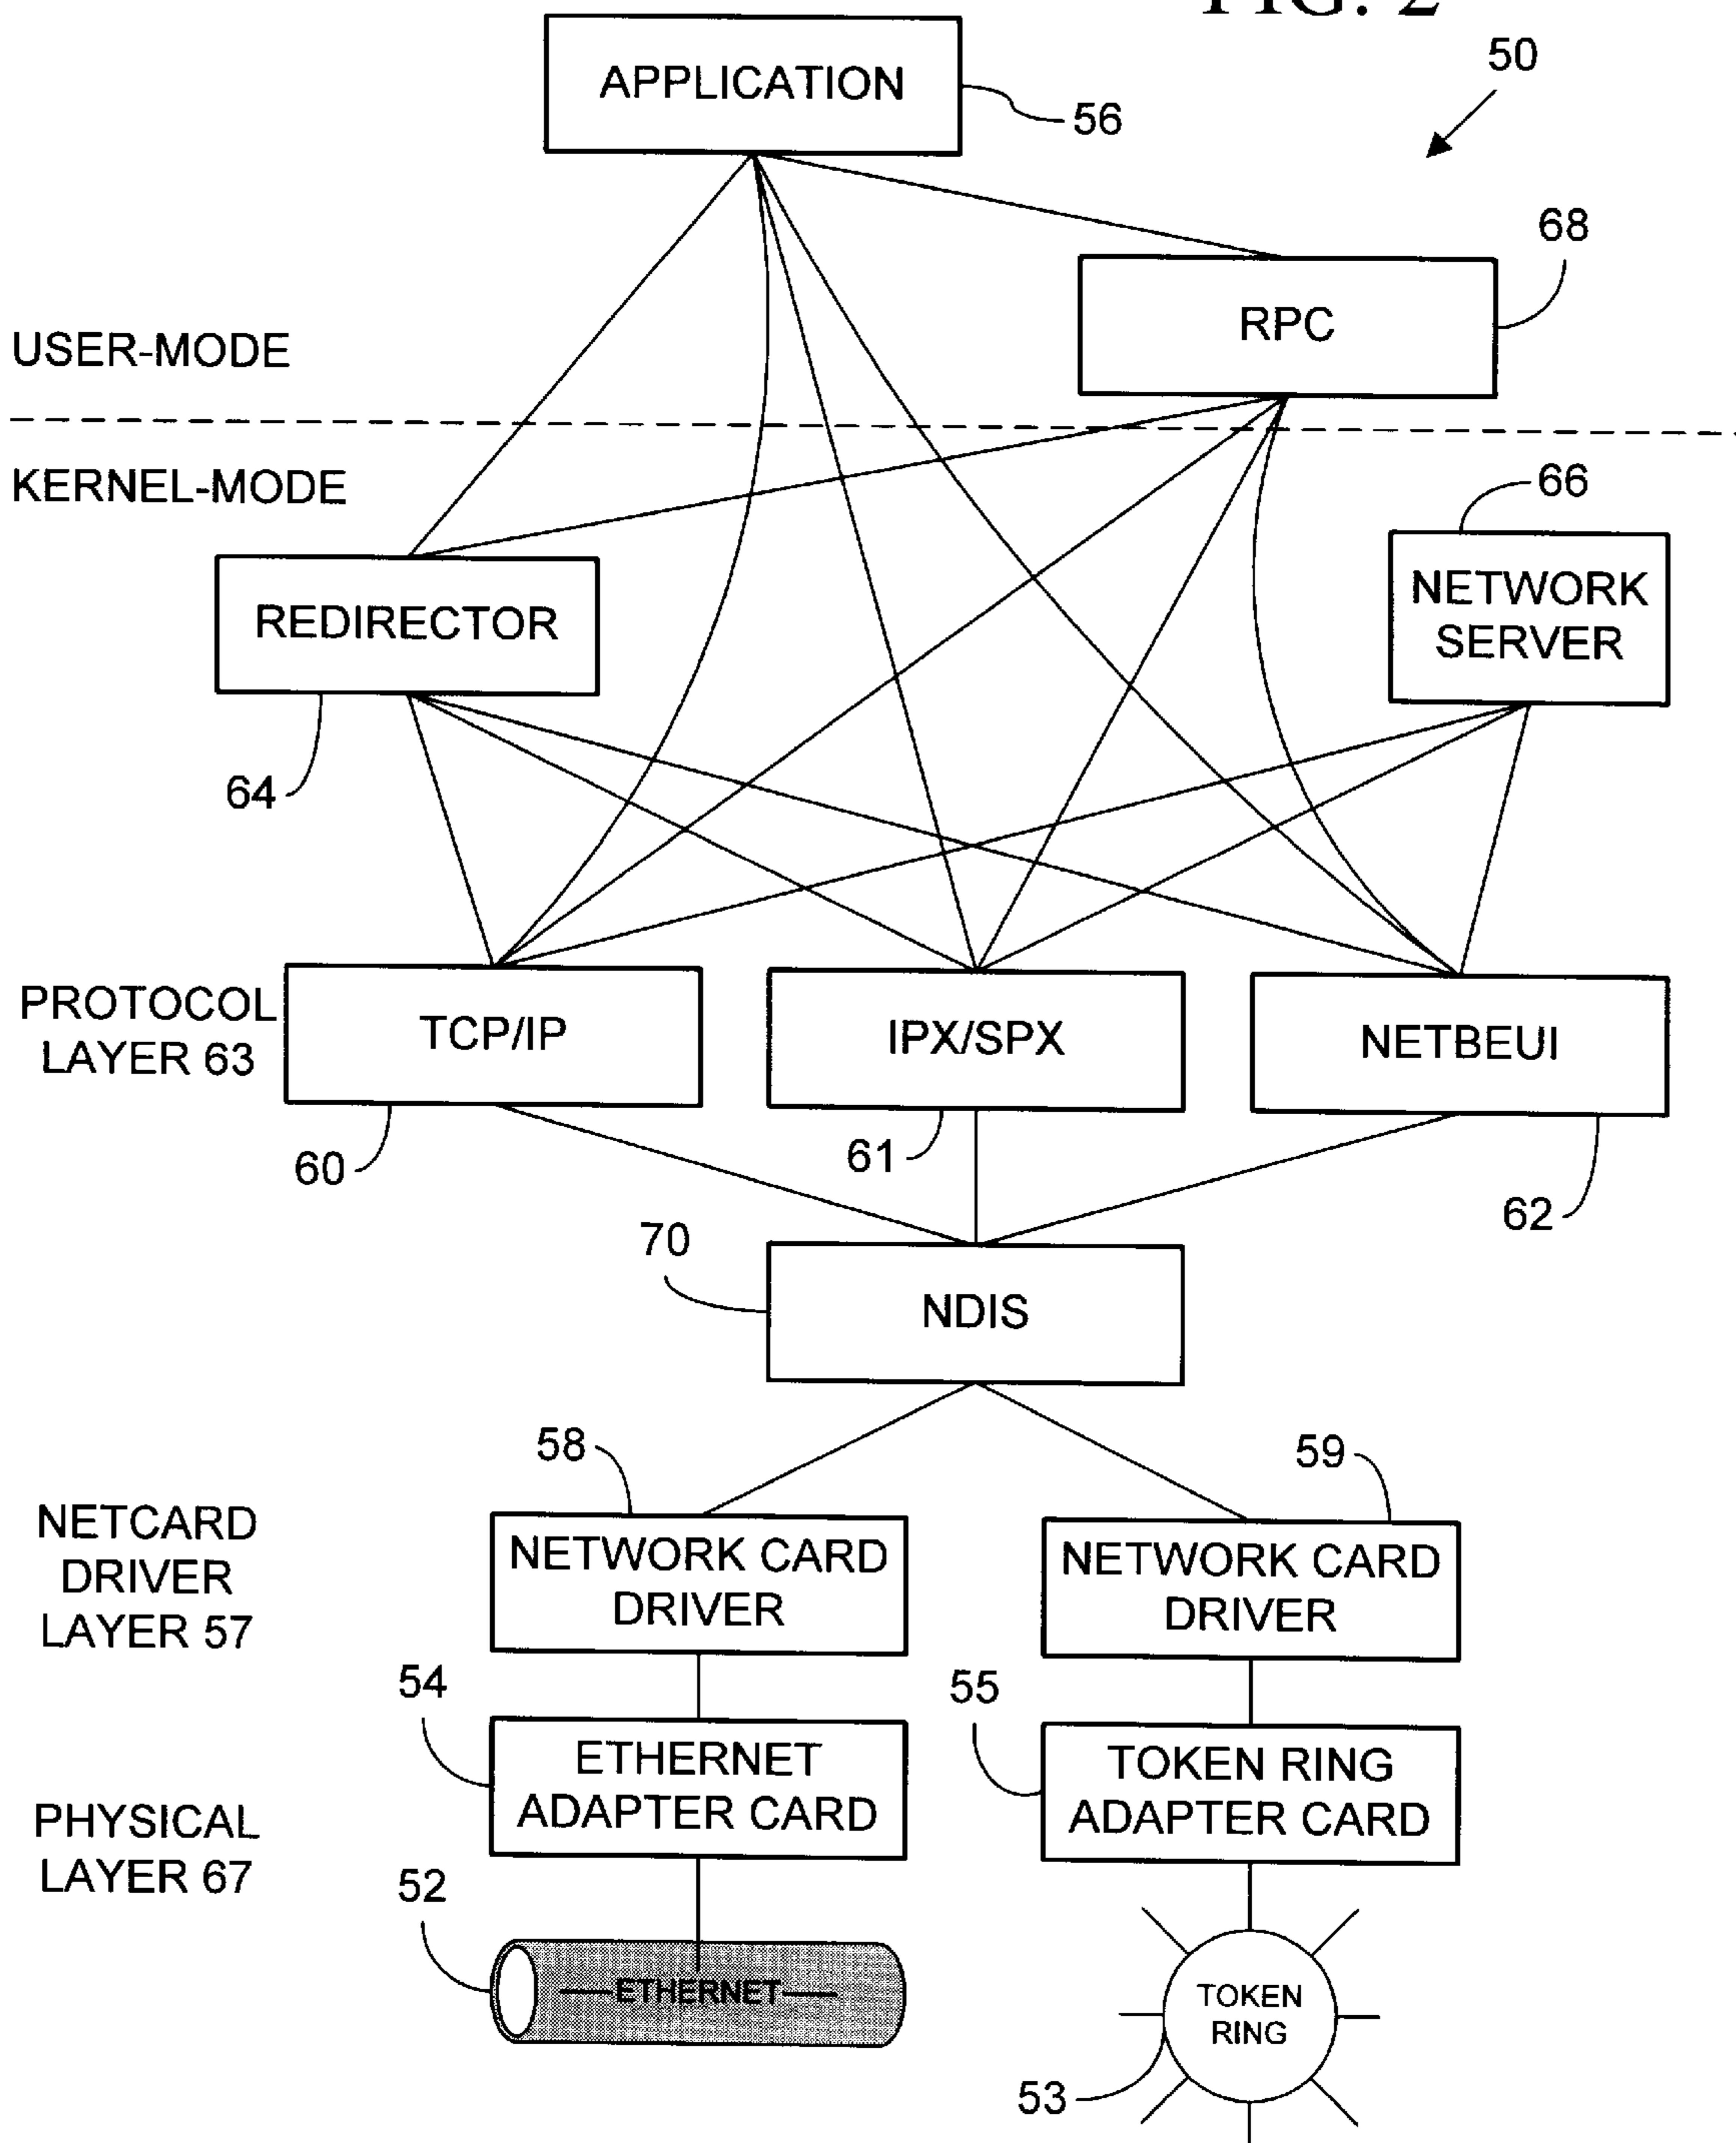 FIG. 2
50
APPLICATION
56
68
RPC
USER-MODE
KERNEL-MODE
66
NETWORK
SERVER
REDIRECTOR
64
PROTOCOL
LAYER 63
TCP/IP
IPX/SPX
NETBEUI
60
61
62
70
NDIS
58
59
NETCARD
DRIVER
LAYER 57
NETWORK CARD
DRIVER
NETWORK CARD
DRIVER
54
55
ETHERNET
ADAPTER CARD
TOKEN RING
ADAPTER CARD
PHYSICAL
LAYER 67
52
ETHERNET
TOKEN
RING
53